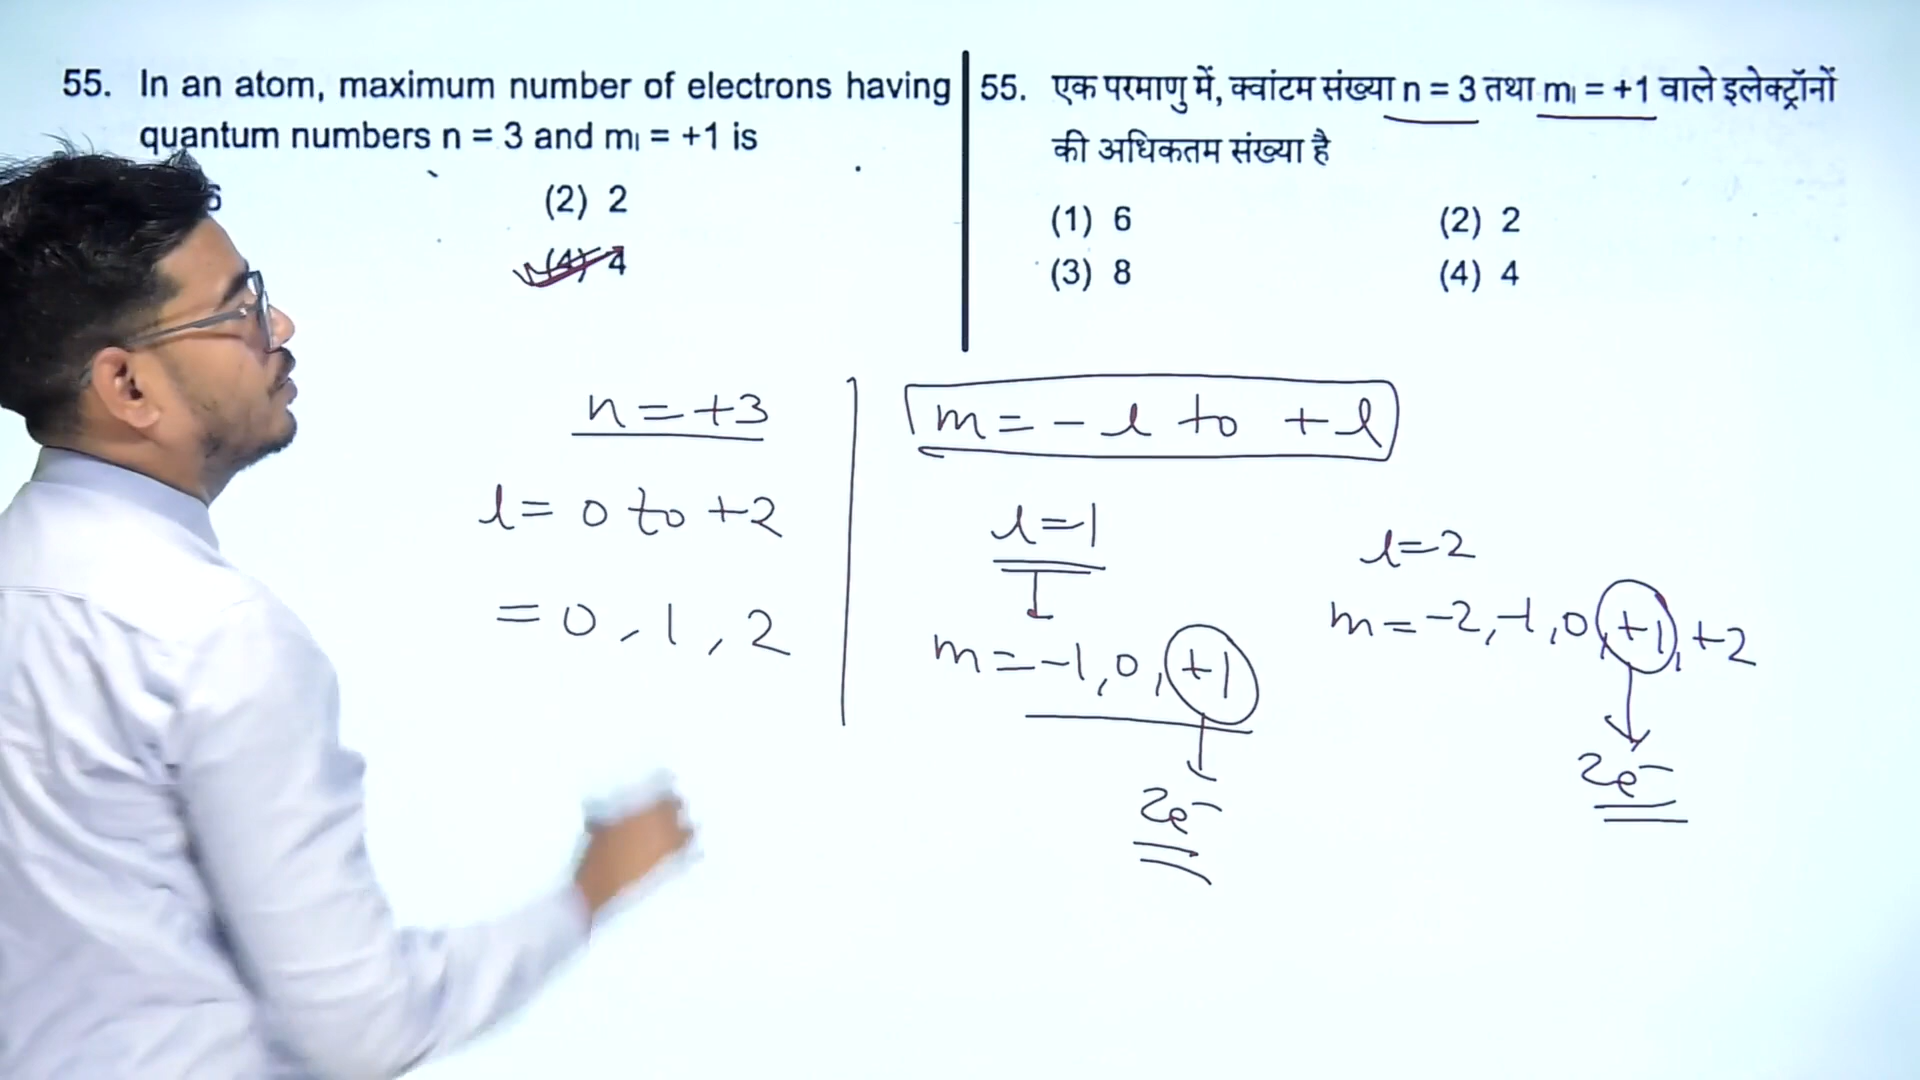 55. In an atom, maximum number of electrons having
quantum numbers n = 3 and mₗ = +1 is
6
(2) 2
(4) 4
55. एक परमाणु में, क्वांटम संख्या n = 3 तथा mₗ = +1 वाले इलेक्ट्रॉनों
की अधिकतम संख्या है
(1) 6 (2) 2
(3) 8 (4) 4
n = +3
l = 0 to +2
= 0, 1, 2
m = - l to + l
l = 1
m = -1, 0, +1
2e⁻
l = 2
m = -2, -1, 0, +1, +2
2e⁻